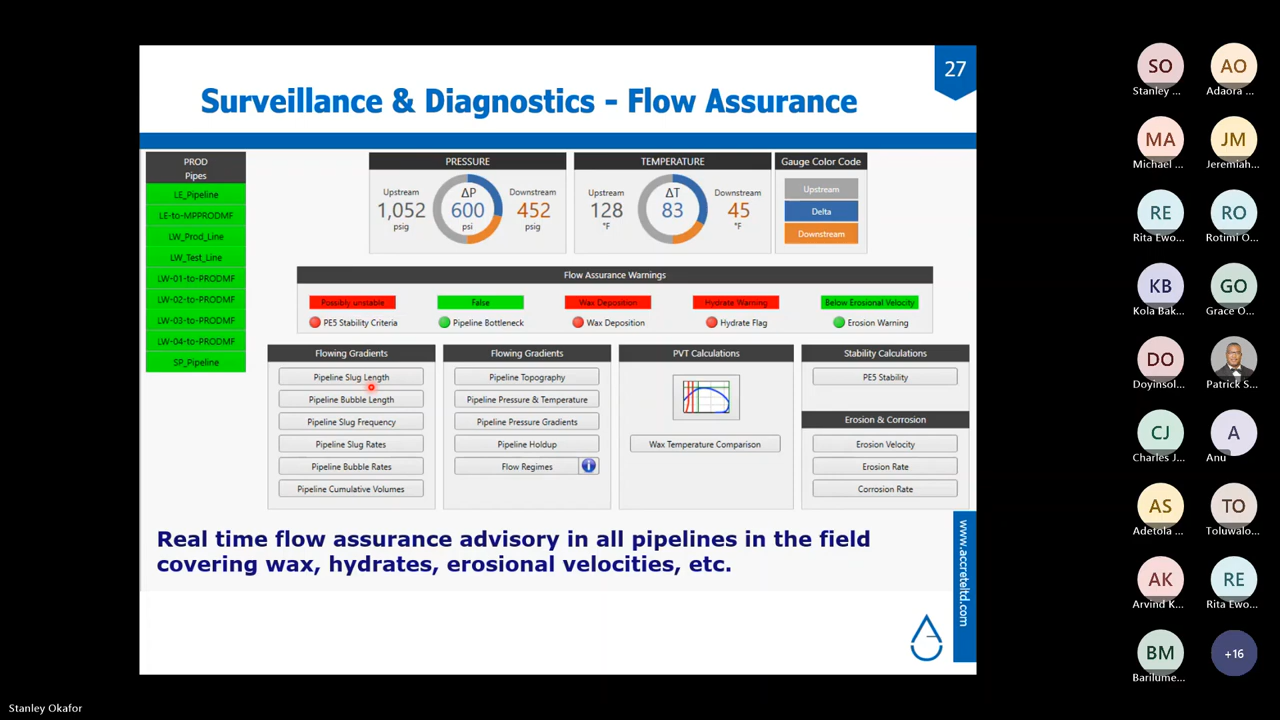 27
Surveillance & Diagnostics - Flow Assurance
PROD
Pipes
LE_Pipeline
LE-to-MPPRODMF
LW_Prod_Line
LW_Test_Line
LW-01-to-PRODMF
LW-02-to-PRODMF
LW-03-to-PRODMF
LW-04-to-PRODMF
SP_Pipeline
PRESSURE
Upstream
1,052
psig
ΔP
600
psi
Downstream
452
psig
TEMPERATURE
Upstream
128
°F
ΔT
83
Downstream
45
°F
Gauge Color Code
Upstream
Delta
Downstream
Flow Assurance Warnings
Possibly unstable
False
Wax Deposition
Hydrate Warning
Below Erosional Velocity
PE5 Stability Criteria
Pipeline Bottleneck
Wax Deposition
Hydrate Flag
Erosion Warning
Flowing Gradients
Pipeline Slug Length
Pipeline Bubble Length
Pipeline Slug Frequency
Pipeline Slug Rates
Pipeline Bubble Rates
Pipeline Cumulative Volumes
Flowing Gradients
Pipeline Topography
Pipeline Pressure & Temperature
Pipeline Pressure Gradients
Pipeline Holdup
Flow Regimes
i
PVT Calculations
Wax Temperature Comparison
Stability Calculations
PE5 Stability
Erosion & Corrosion
Erosion Velocity
Erosion Rate
Corrosion Rate
Real time flow assurance advisory in all pipelines in the field
covering wax, hydrates, erosional velocities, etc.
www.accreteltd.com
SO
Stanley ...
AO
Adaora ...
MA
Michael ...
JM
Jeremiah...
RE
Rita Ewo...
RO
Rotimi O...
KB
Kola Bak...
GO
Grace O...
DO
Doyinsol...
Patrick S...
CJ
Charles J...
A
Anu
AS
Adetola ...
TO
Toluwalo...
AK
Arvind K...
RE
Rita Ewo...
BM
Barilume...
+16
Stanley Okafor